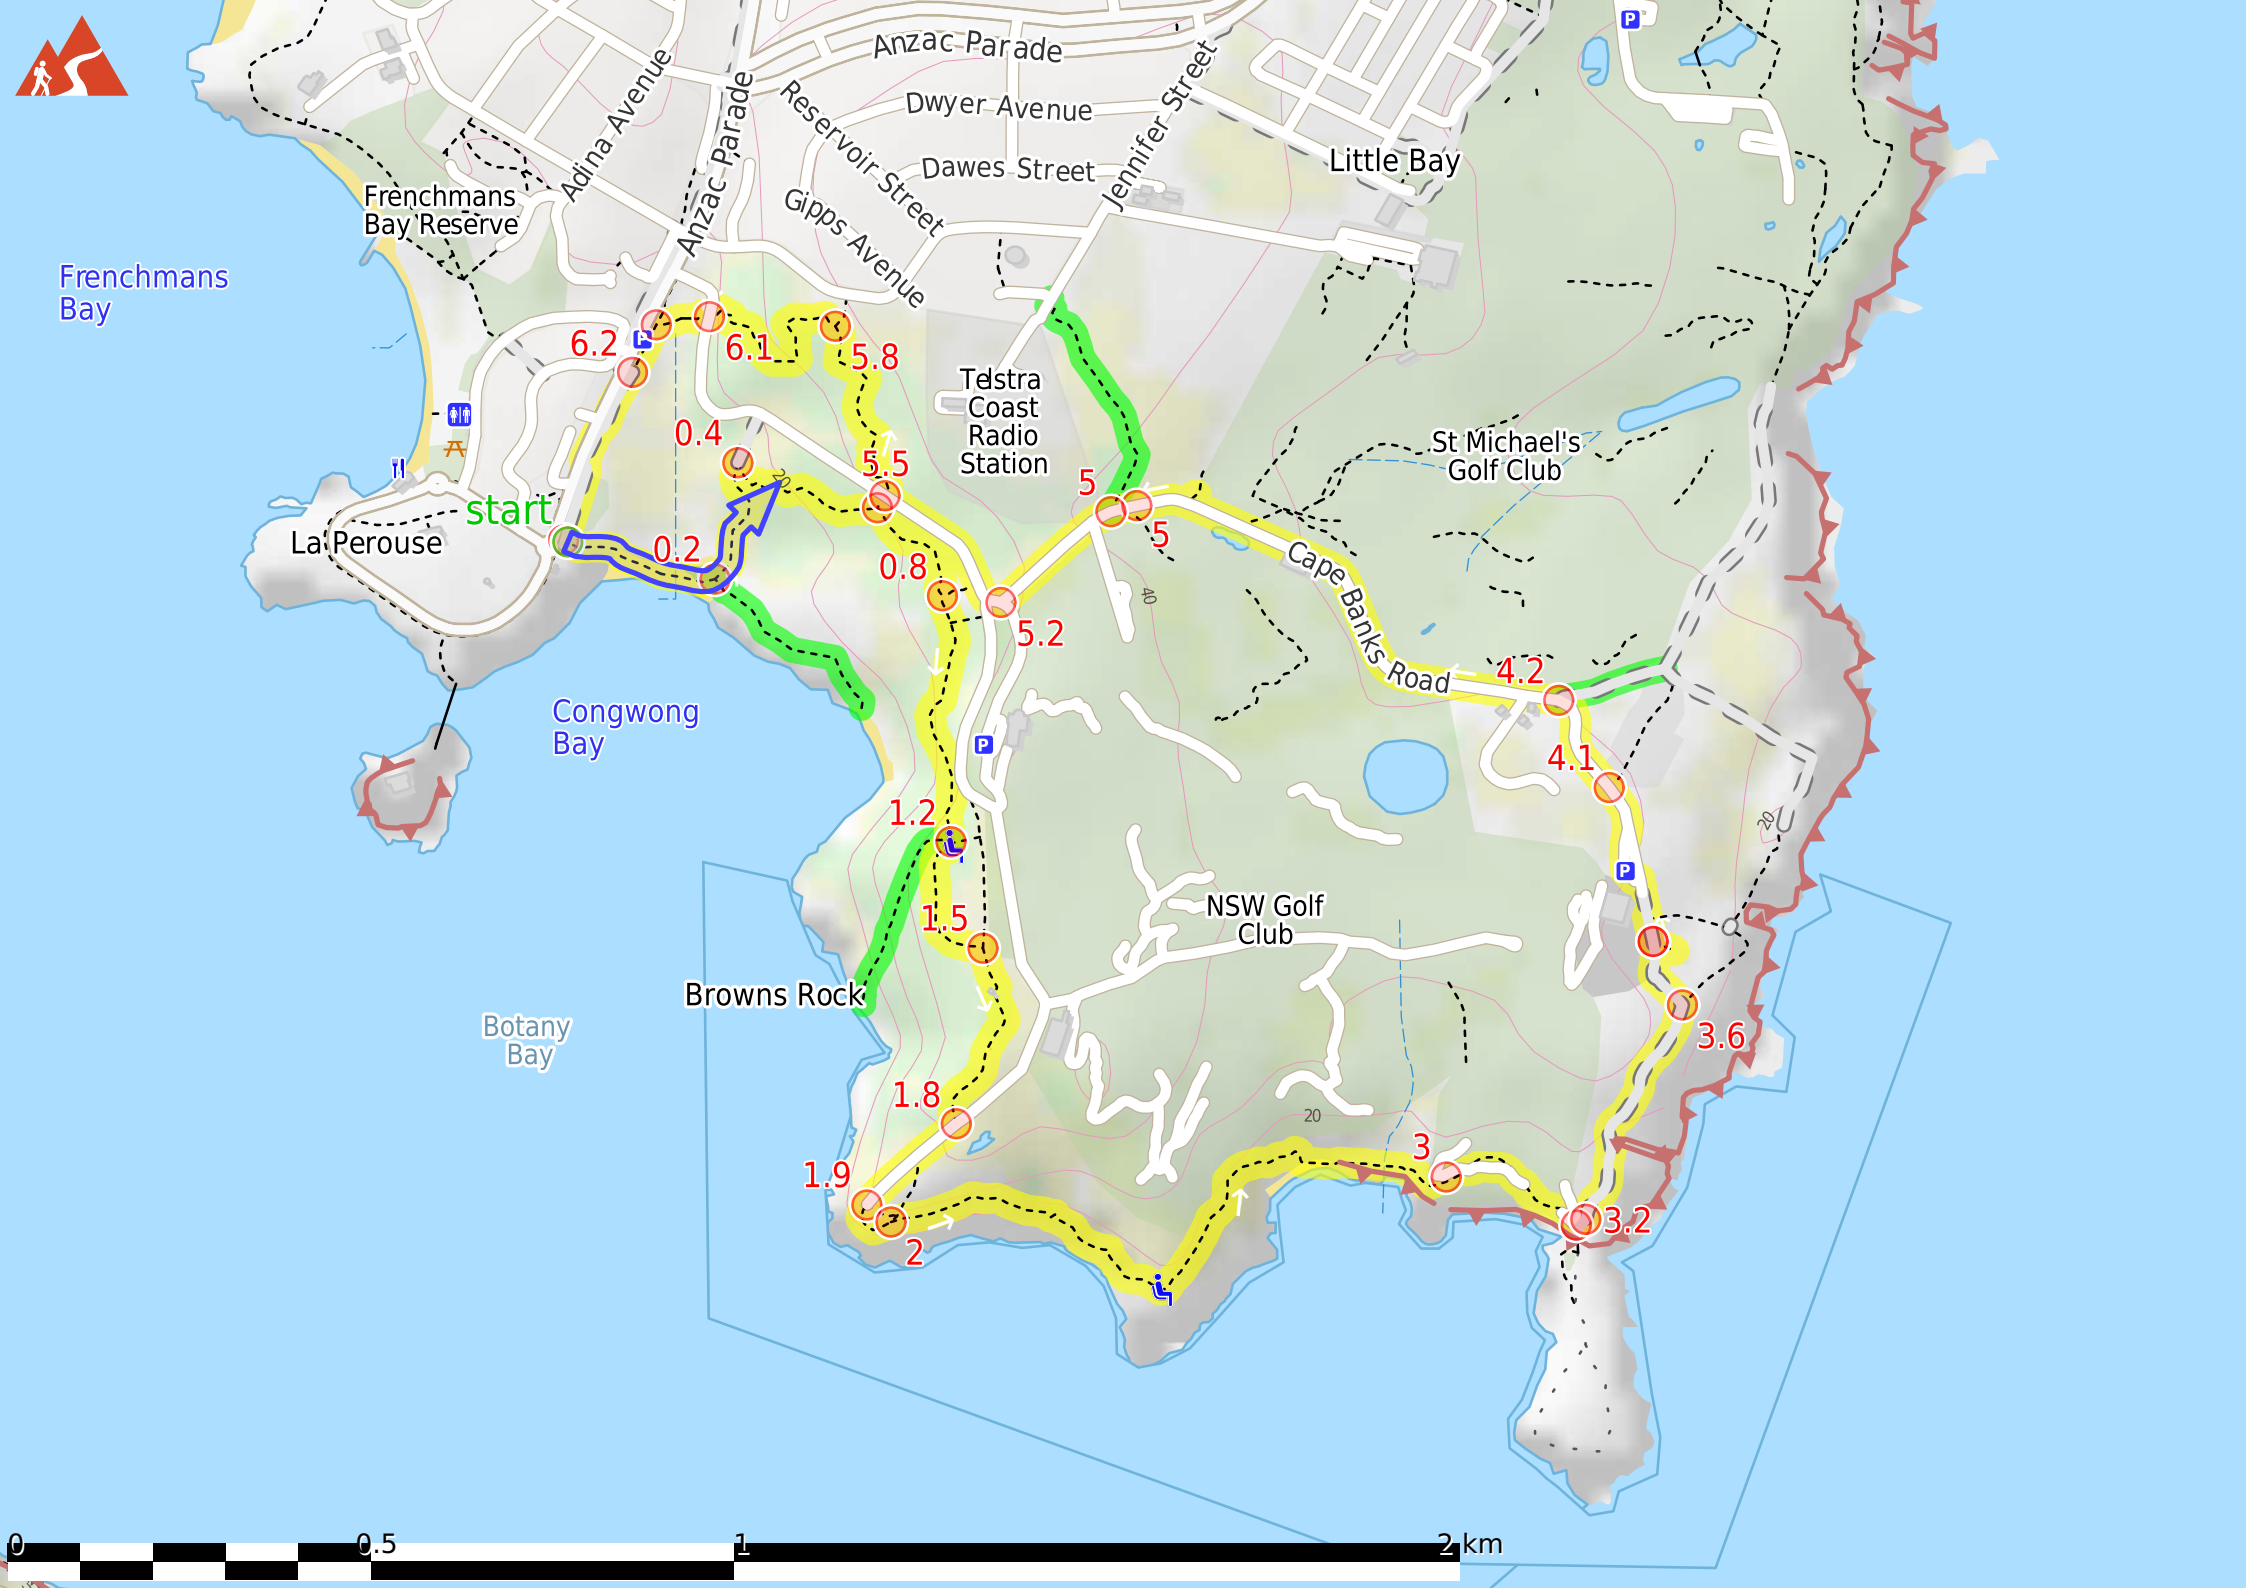 Anzac Parade
Adina Avenue
Anzac Parade
Reservoir Street
Dwyer Avenue
Jennifer Street
Dawes Street
Gipps Avenue
Little Bay
P
Frenchmans
Bay Reserve
Frenchmans
Bay
6.2
P
6.1
5.8
Telstra
Coast
Radio
Station
0.4
20
5.5
5
5
St Michael's
Golf Club
start
La Perouse
0.2
0.8
5.2
40
Cape Banks Road
4.2
4.1
Congwong
Bay
P
1.2
20
P
1.5
NSW Golf
Club
Browns Rock
Botany
Bay
3.6
1.8
20
3
1.9
2
3.2
0
0.5
1
2 km